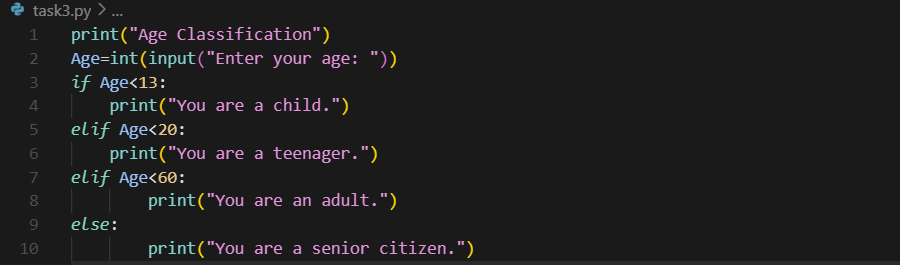 task3.py > ...
1 print("Age Classification")
2 Age=int(input("Enter your age: "))
3 if Age<13:
4     print("You are a child.")
5 elif Age<20:
6     print("You are a teenager.")
7 elif Age<60:
8         print("You are an adult.")
9 else:
10         print("You are a senior citizen.")